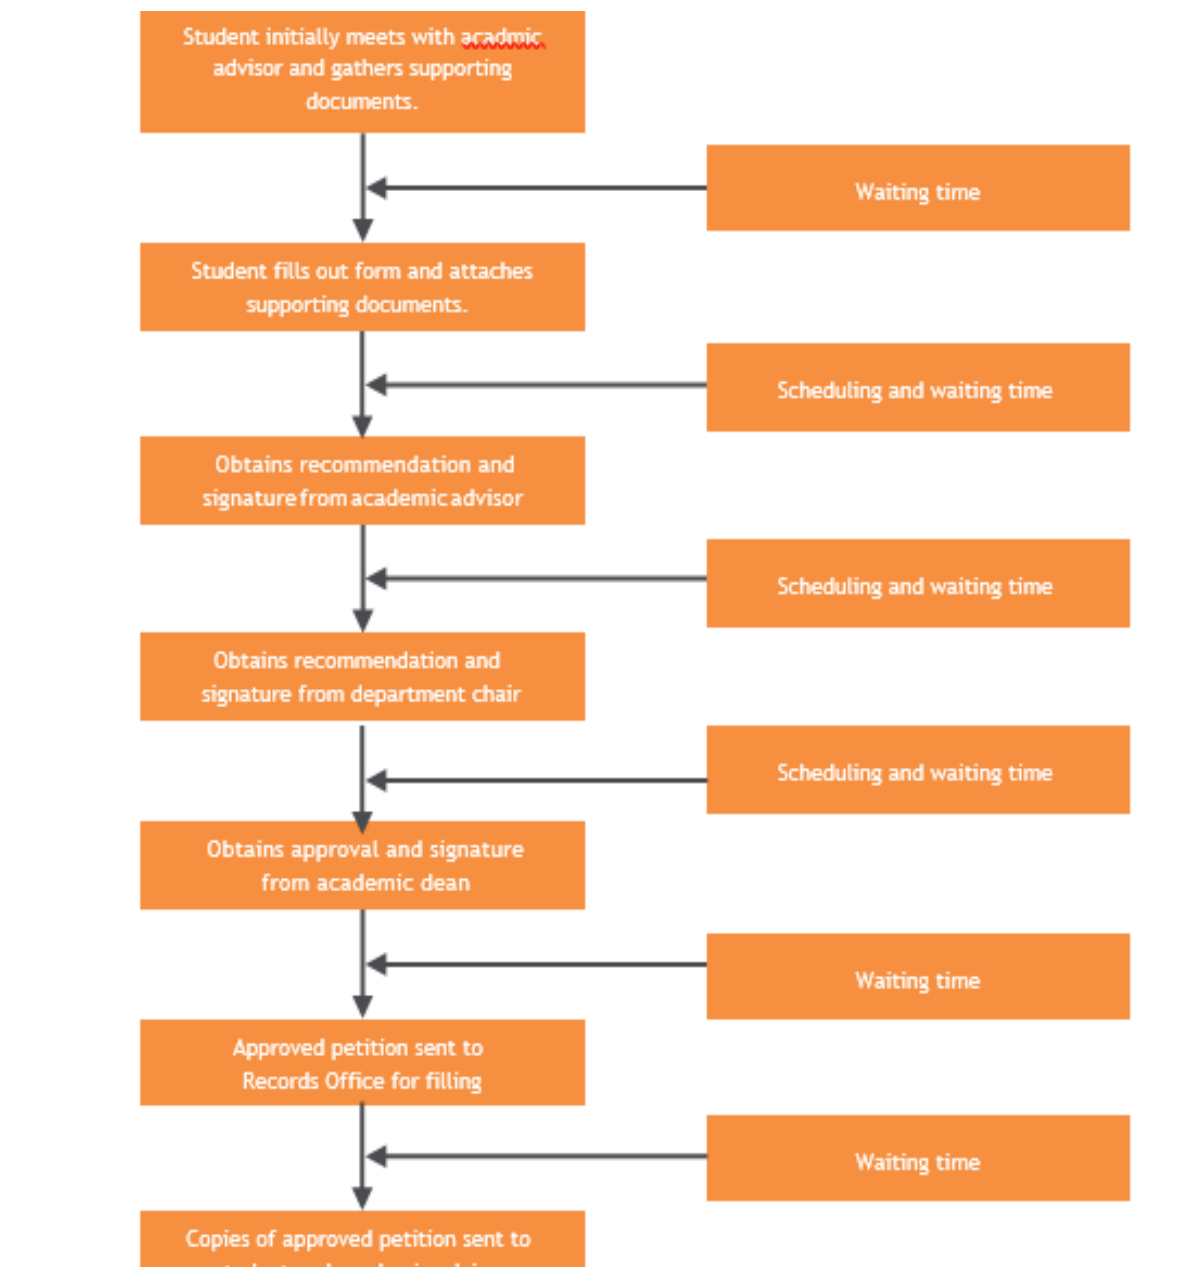 Student initially meets with acadmic
advisor and gathers supporting
documents.
Waiting time
Student fills out form and attaches
supporting documents.
Scheduling and waiting time
Obtains recommendation and
signature from academic advisor
Scheduling and waiting time
Obtains recommendation and
signature from department chair
Scheduling and waiting time
Obtains approval and signature
from academic dean
Waiting time
Approved petition sent to
Records Office for filling
Waiting time
Copies of approved petition sent to